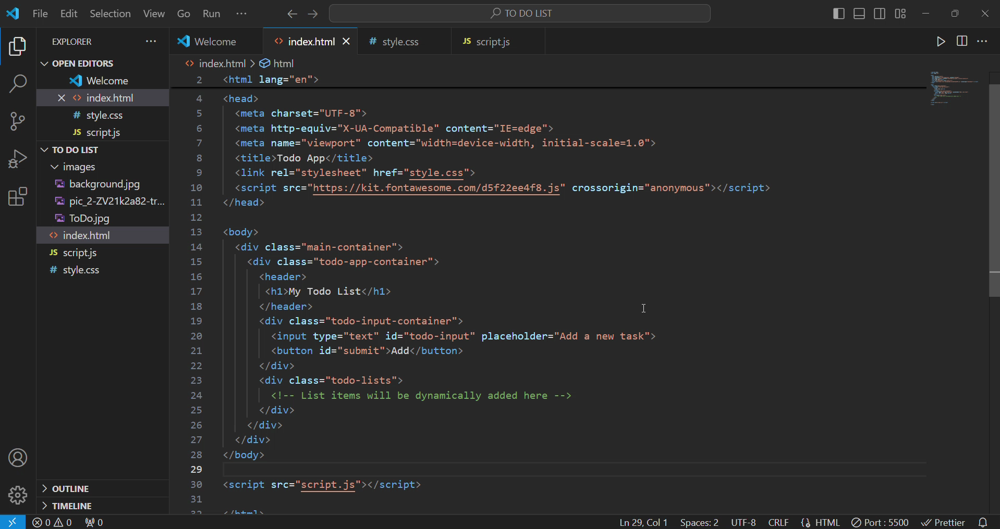 File Edit Selection View Go Run ··· TO DO LIST
EXPLORER ···
Welcome index.html style.css script.js
OPEN EDITORS
Welcome
index.html
style.css
JS script.js
TO DO LIST
images
background.jpg
pic_2-ZV21k2a82-tr...
ToDo.jpg
index.html
JS script.js
# style.css
OUTLINE
TIMELINE
index.html > html
2 <html lang="en">
4 <head>
5 <meta charset="UTF-8">
6 <meta http-equiv="X-UA-Compatible" content="IE=edge">
7 <meta name="viewport" content="width=device-width, initial-scale=1.0">
8 <title>Todo App</title>
9 <link rel="stylesheet" href="style.css">
10 <script src="https://kit.fontawesome.com/d5f22ee4f8.js" crossorigin="anonymous"></script>
11 </head>
12
13 <body>
14 <div class="main-container">
15 <div class="todo-app-container">
16 <header>
17 <h1>My Todo List</h1>
18 </header>
19 <div class="todo-input-container">
20 <input type="text" id="todo-input" placeholder="Add a new task">
21 <button id="submit">Add</button>
22 </div>
23 <div class="todo-lists">
24 <!-- List items will be dynamically added here -->
25 </div>
26 </div>
27 </div>
28 </body>
29
30 <script src="script.js"></script>
31
32 </html>
0 0 0 Ln 29, Col 1 Spaces: 2 UTF-8 CRLF HTML Port : 5500 Prettier